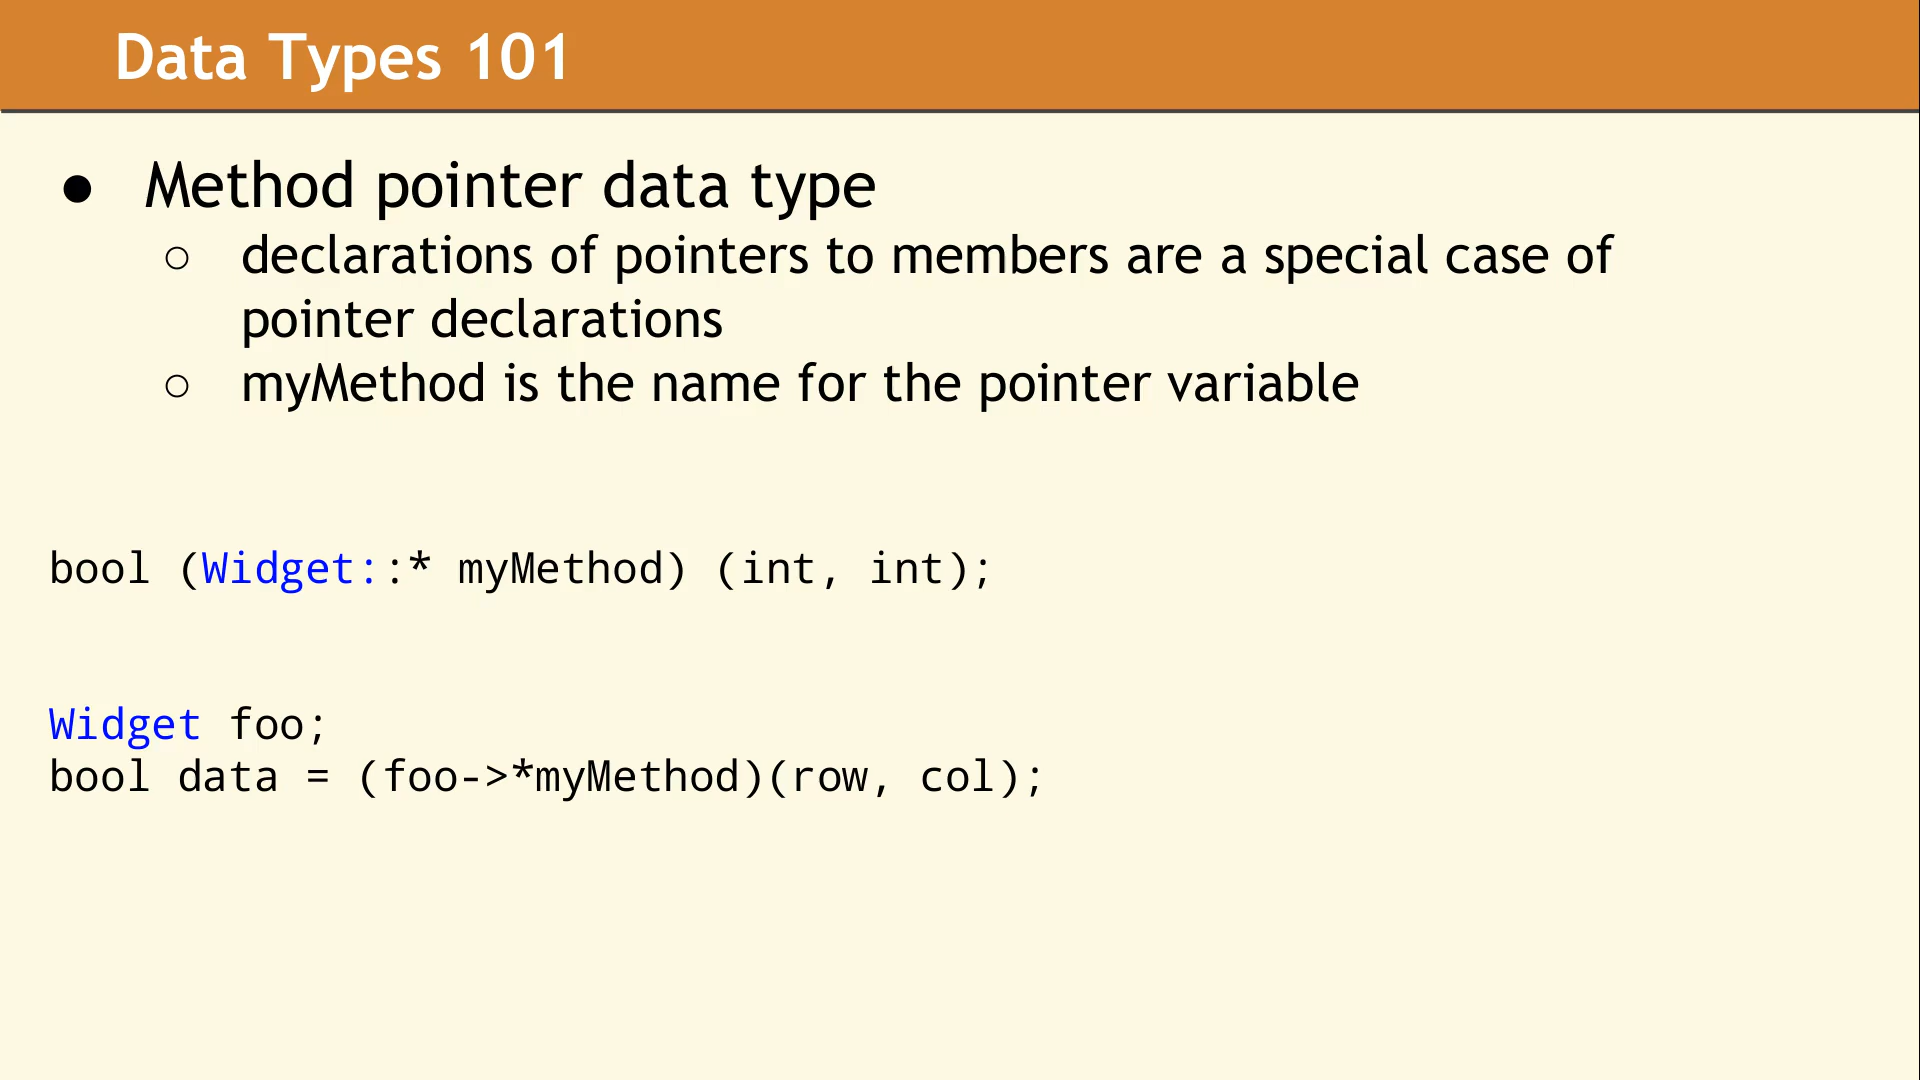 Data Types 101
● Method pointer data type
○ declarations of pointers to members are a special case of
pointer declarations
○ myMethod is the name for the pointer variable
bool (Widget::* myMethod) (int, int);
Widget foo;
bool data = (foo->*myMethod)(row, col);